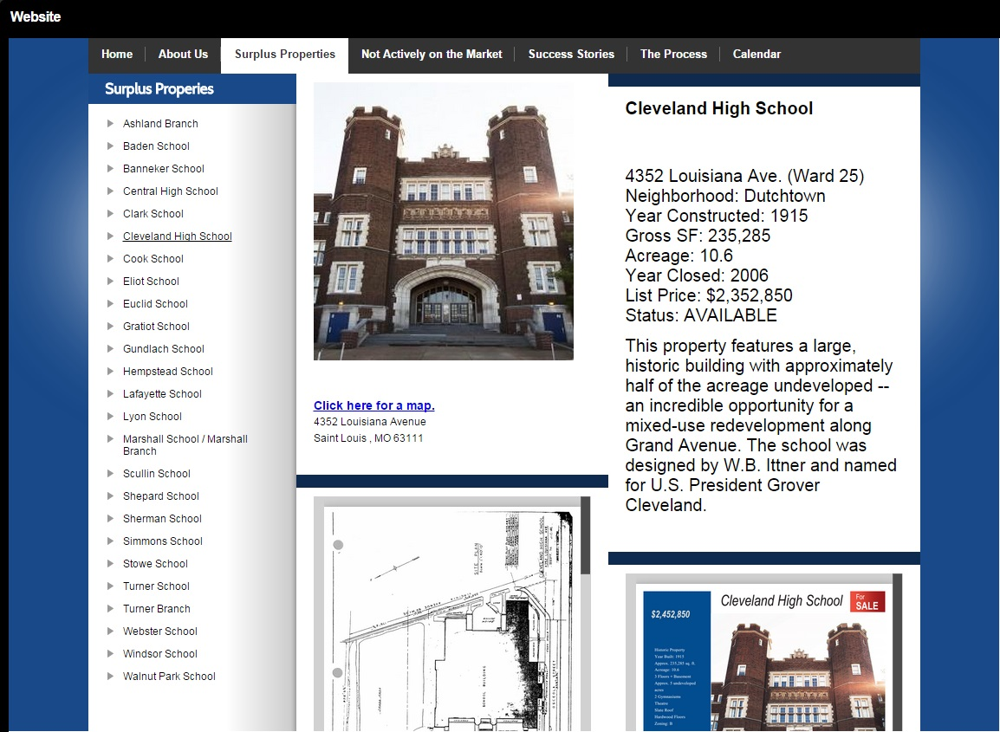 Website
Home
About Us
Surplus Properties
Not Actively on the Market
Success Stories
The Process
Calendar
Surplus Properies
Ashland Branch
Baden School
Banneker School
Central High School
Clark School
Cleveland High School
Cook School
Eliot School
Euclid School
Gratiot School
Gundlach School
Hempstead School
Lafayette School
Lyon School
Marshall School / Marshall
Branch
Scullin School
Shepard School
Sherman School
Simmons School
Stowe School
Turner School
Turner Branch
Webster School
Windsor School
Walnut Park School
Click here for a map.
4352 Louisiana Avenue
Saint Louis , MO 63111
SITE PLAN
CLEVELAND HIGH SCHOOL
SCHOOL BUILDING
OSCEOLA STREET
Cleveland High School
4352 Louisiana Ave. (Ward 25)
Neighborhood: Dutchtown
Year Constructed: 1915
Gross SF: 235,285
Acreage: 10.6
Year Closed: 2006
List Price: $2,352,850
Status: AVAILABLE
This property features a large,
historic building with approximately
half of the acreage undeveloped --
an incredible opportunity for a
mixed-use redevelopment along
Grand Avenue. The school was
designed by W.B. Ittner and named
for U.S. President Grover
Cleveland.
Cleveland High School
For
SALE
$2,452,850
Historic Property
Year Built: 1915
Approx. 235,285 sq. ft.
Acreage: 10.6
3 Floors + Basement
Approx. 5 undeveloped
acres
2 Gymnasiums
Theatre
Slate Roof
Hardwood Floors
Zoning: B